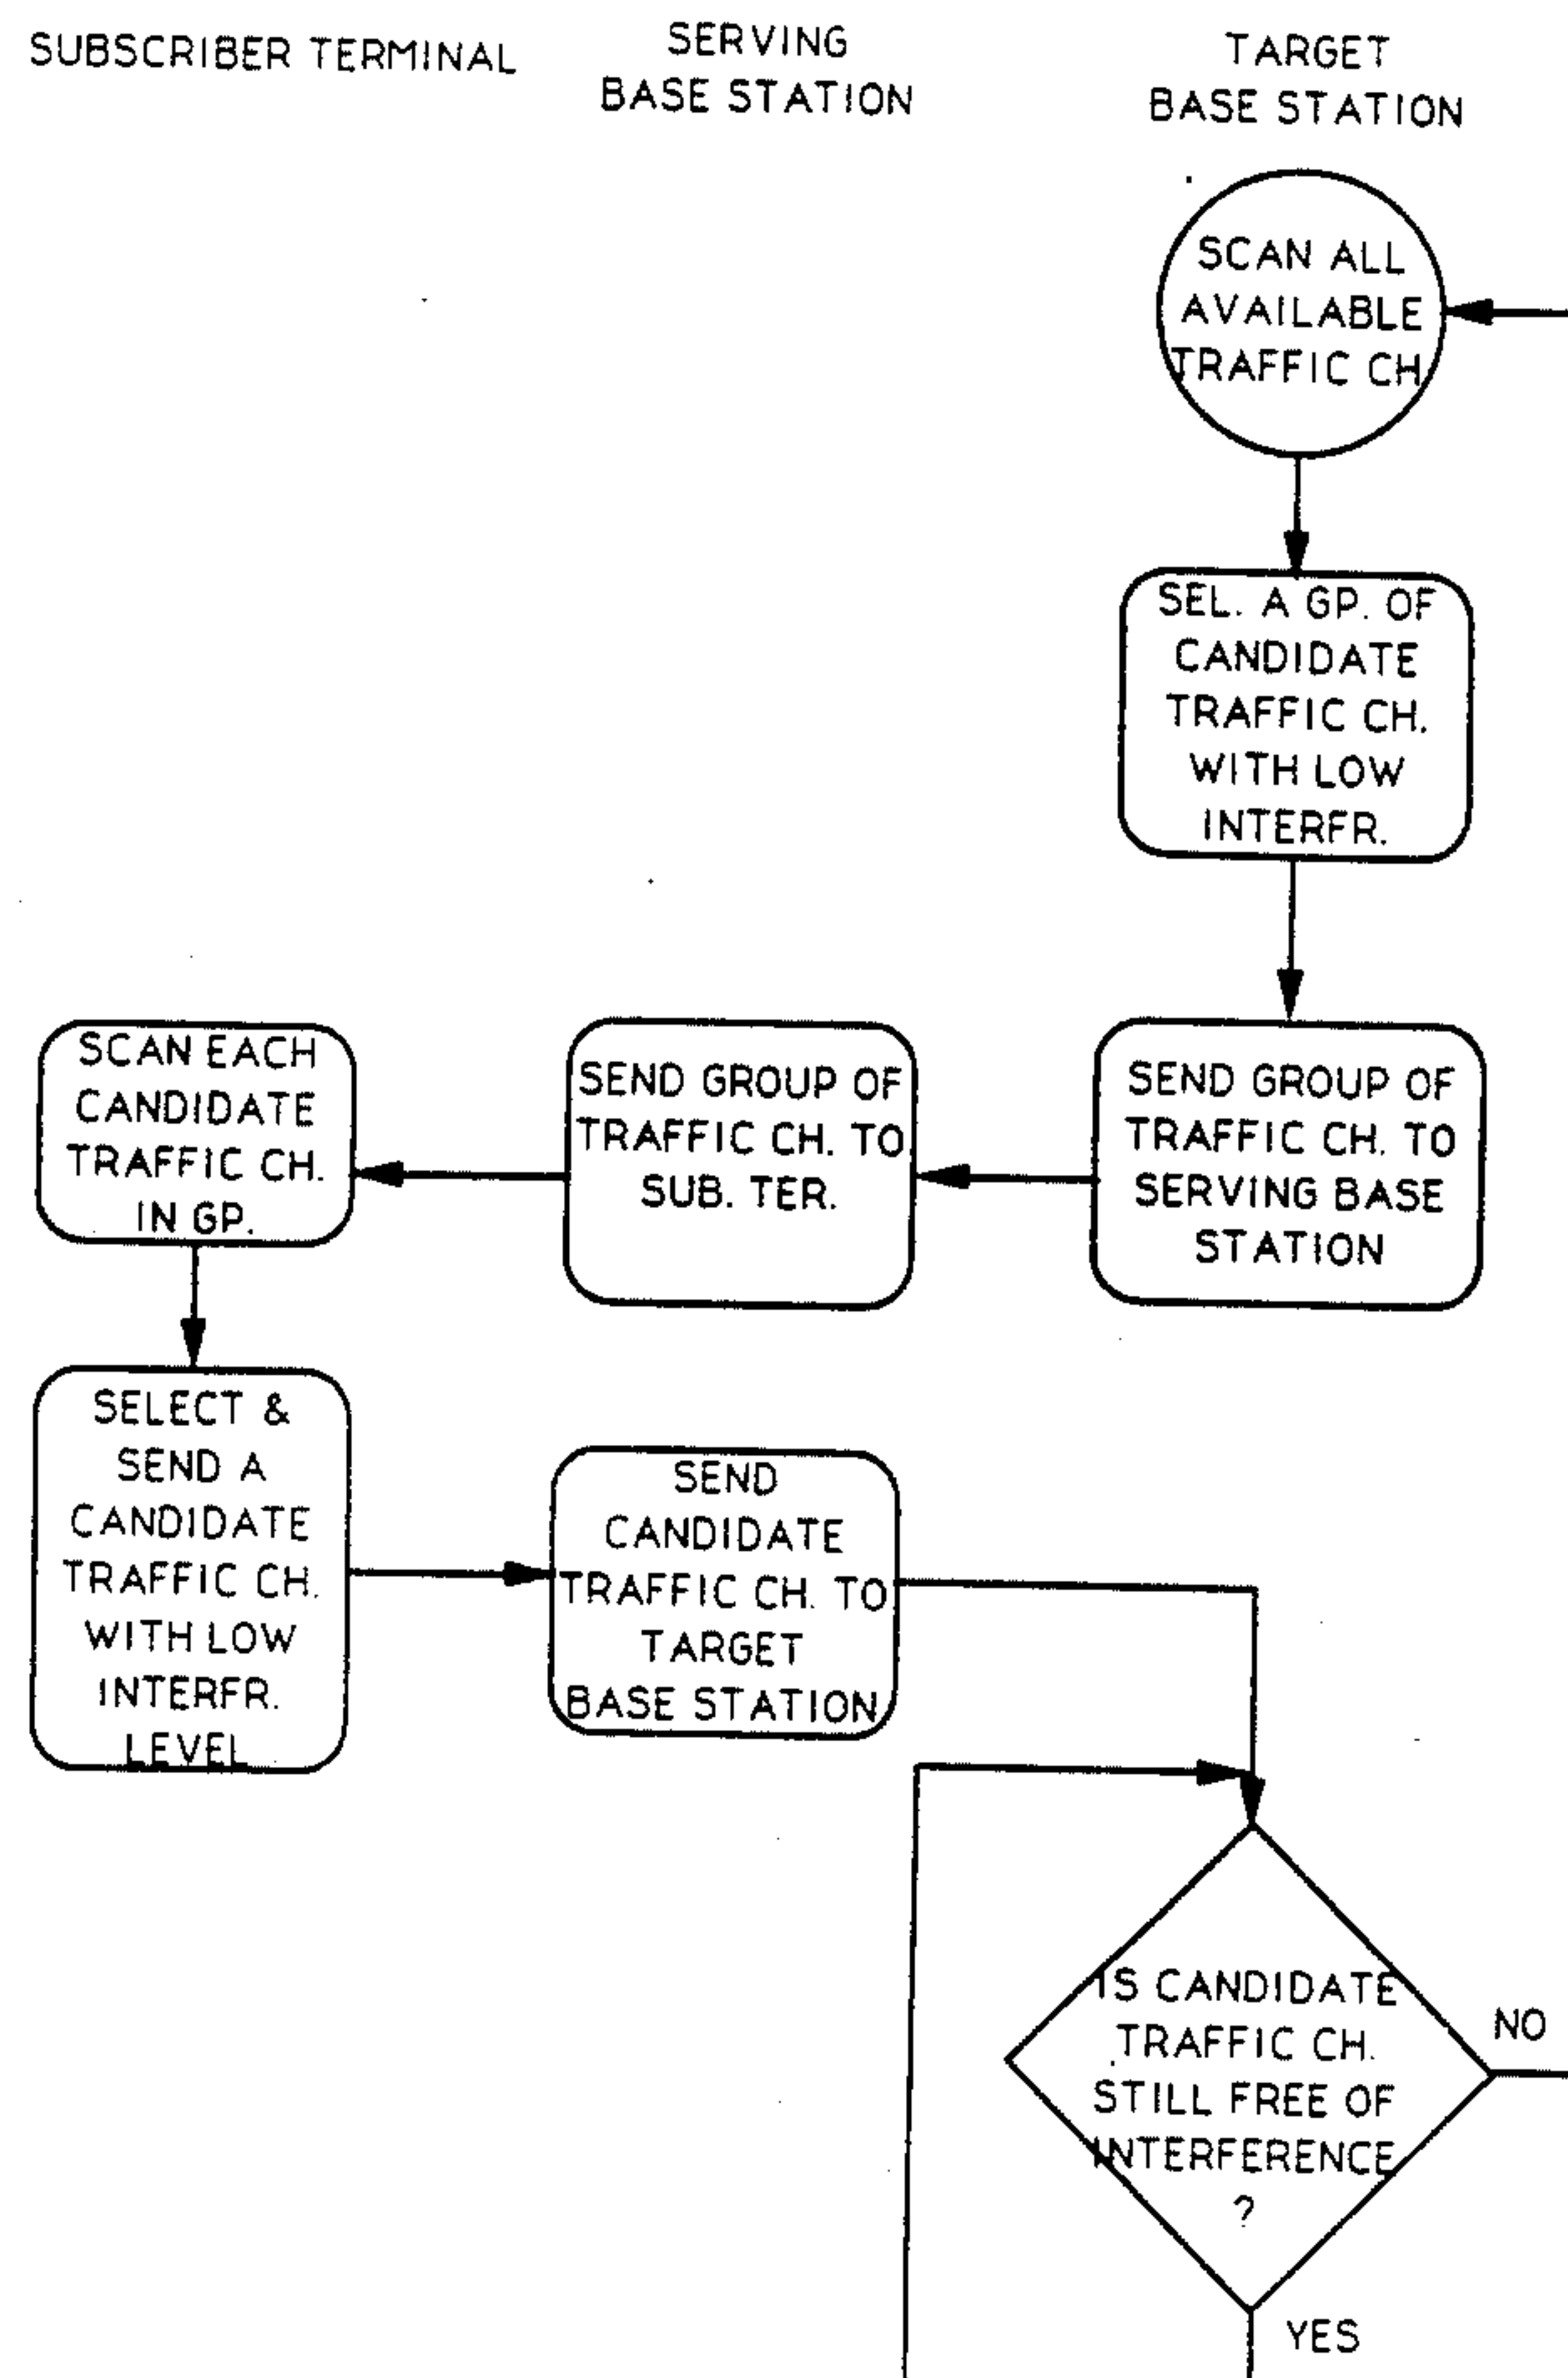 SUBSCRIBER TERMINAL
SERVING
BASE STATION
TARGET
BASE STATION
SCAN ALL
AVAILABLE
TRAFFIC CH
SEL. A GP. OF
CANDIDATE
TRAFFIC CH.
WITH LOW
INTERFR.
SEND GROUP OF
TRAFFIC CH. TO
SERVING BASE
STATION
SEND GROUP OF
TRAFFIC CH. TO
SUB. TER.
SCAN EACH
CANDIDATE
TRAFFIC CH.
IN GP.
SELECT &
SEND A
CANDIDATE
TRAFFIC CH.
WITH LOW
INTERFR.
LEVEL
SEND
CANDIDATE
TRAFFIC CH. TO
TARGET
BASE STATION
IS CANDIDATE
TRAFFIC CH.
STILL FREE OF
INTERFERENCE
?
NO
YES